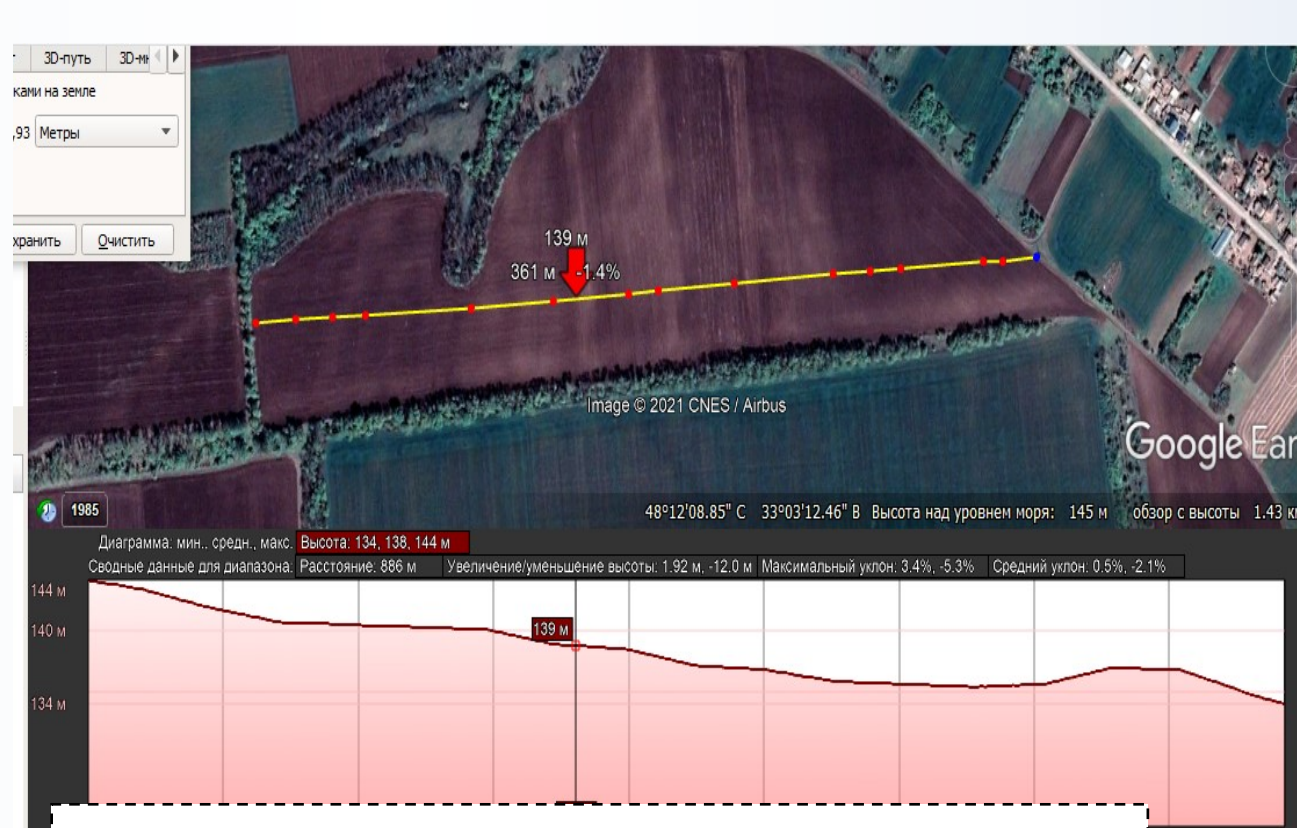 3D-путь 3D-мн
ками на земле
,93 Метры
хранить Очистить
139 м
361 м -1.4%
Image © 2021 CNES / Airbus
Google Ear
1985
48°12'08.85" С 33°03'12.46" В Высота над уровнем моря: 145 м обзор с высоты 1.43 к
Диаграмма: мин.. средн., макс. Высота: 134, 138, 144 м
Сводные данные для диапазона: Расстояние: 886 м Увеличение/уменьшение высоты: 1.92 м, -12.0 м Максимальный уклон: 3.4%, -5.3% Средний уклон: 0.5%, -2.1%
144 м
140 м
139 м
134 м